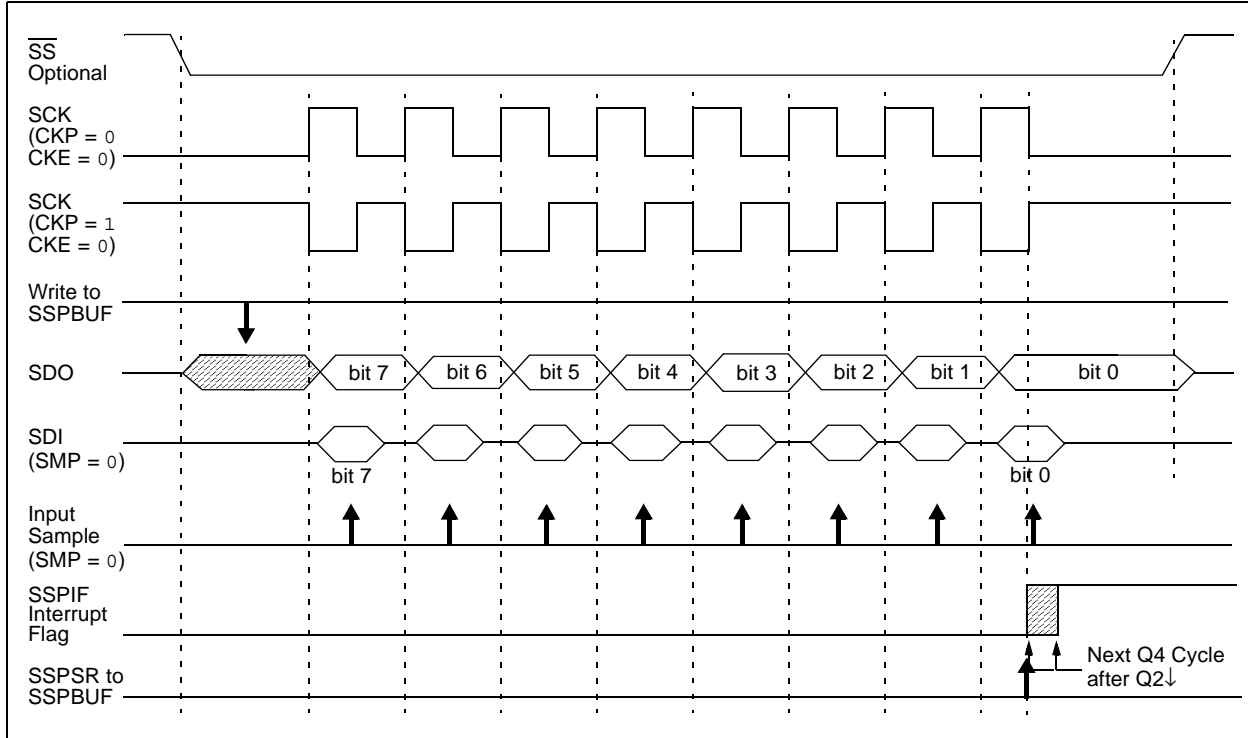 SS
Optional
SCK
(CKP = 0
CKE = 0)
SCK
(CKP = 1
CKE = 0)
Write to
SSPBUF
SDO
bit 7
bit 6
bit 5
bit 4
bit 3
bit 2
bit 1
bit 0
SDI
(SMP = 0)
bit 7
bit 0
Input
Sample
(SMP = 0)
SSPIF
Interrupt
Flag
Next Q4 Cycle
after Q2↓
SSPSR to
SSPBUF